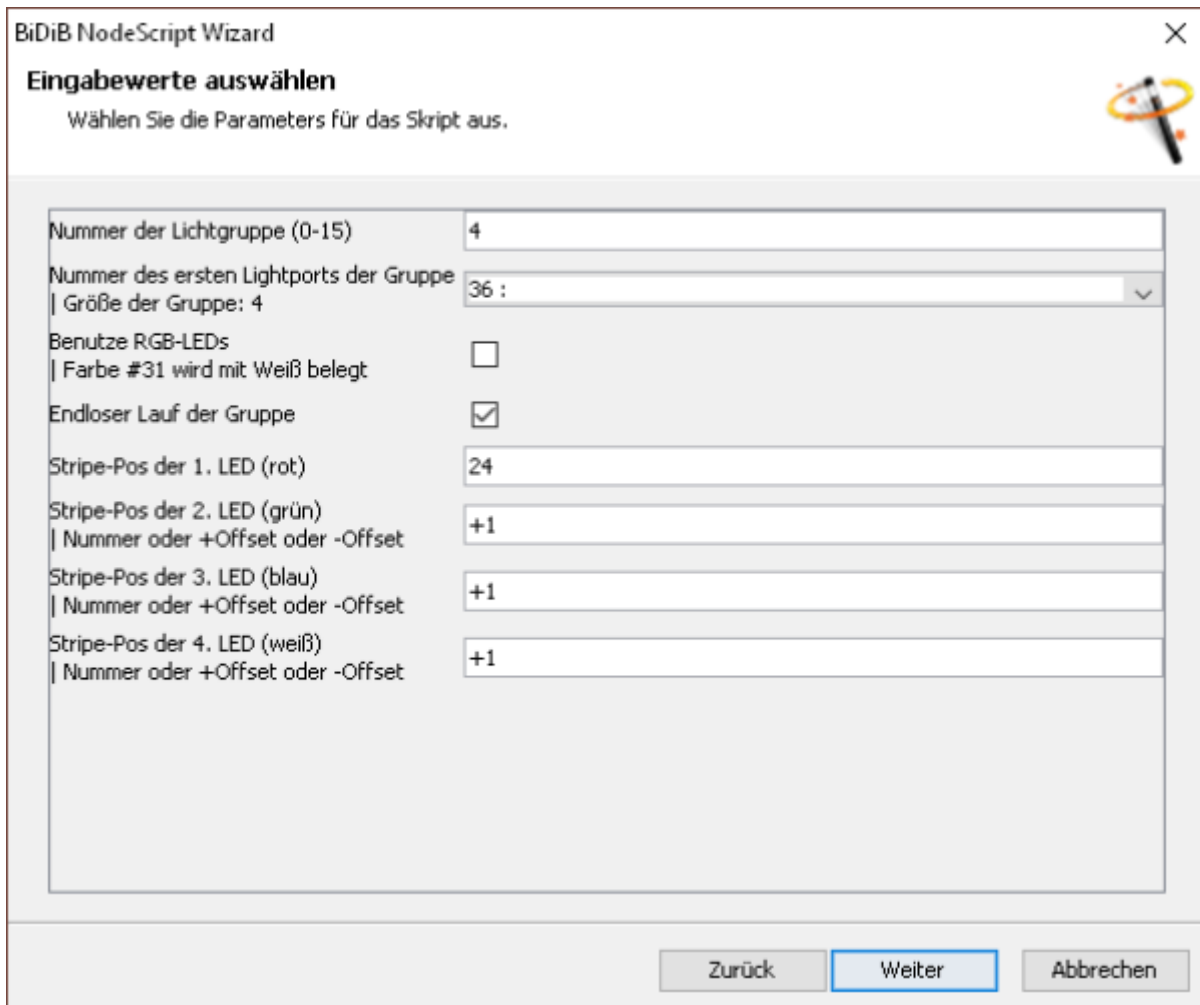 BiDiB NodeScript Wizard
Eingabewerte auswählen
Wählen Sie die Parameters für das Skript aus.
Nummer der Lichtgruppe (0-15)
4
Nummer des ersten Lightports der Gruppe
| Größe der Gruppe: 4
36 :
Benutze RGB-LEDs
| Farbe #31 wird mit Weiß belegt
Endloser Lauf der Gruppe
Stripe-Pos der 1. LED (rot)
24
Stripe-Pos der 2. LED (grün)
| Nummer oder +Offset oder -Offset
+1
Stripe-Pos der 3. LED (blau)
| Nummer oder +Offset oder -Offset
+1
Stripe-Pos der 4. LED (weiß)
| Nummer oder +Offset oder -Offset
+1
Zurück
Weiter
Abbrechen